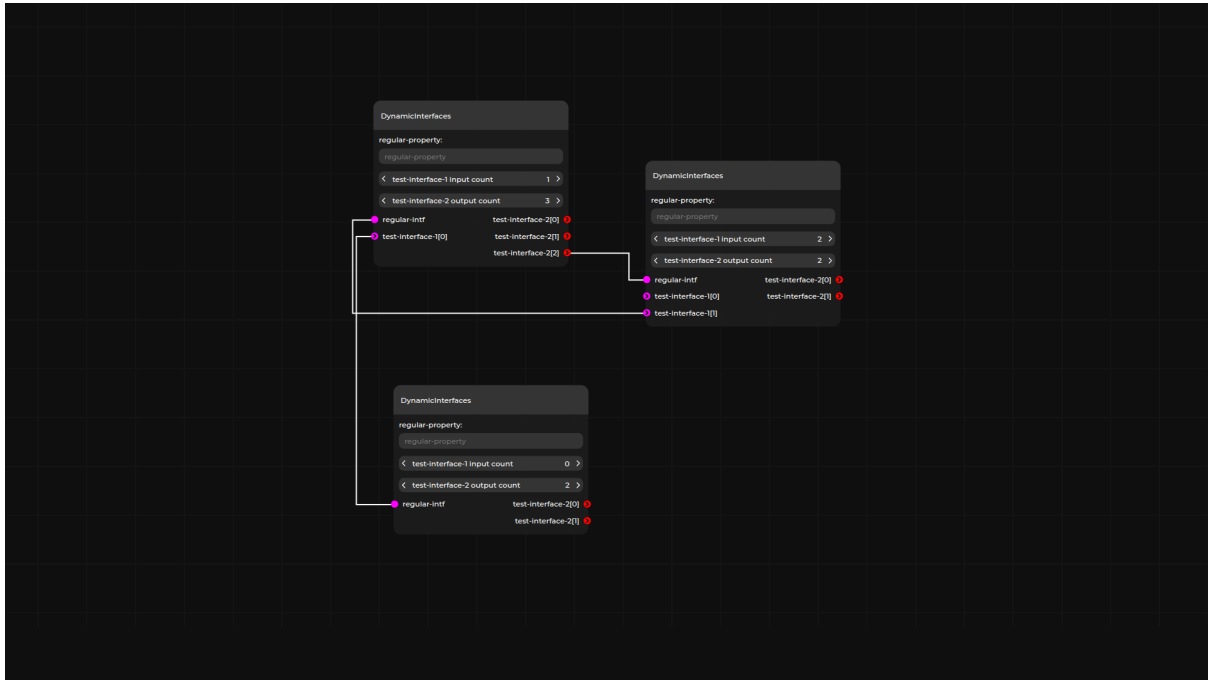 DynamicInterfaces
regular-property:
regular-property
test-interface-1 input count 1
test-interface-2 output count 3
regular-intf test-interface-2[0]
test-interface-1[0] test-interface-2[1]
test-interface-2[2]
DynamicInterfaces
regular-property:
regular-property
test-interface-1 input count 2
test-interface-2 output count 2
regular-intf test-interface-2[0]
test-interface-1[0] test-interface-2[1]
test-interface-1[1]
DynamicInterfaces
regular-property:
regular-property
test-interface-1 input count 0
test-interface-2 output count 2
regular-intf test-interface-2[0]
test-interface-2[1]